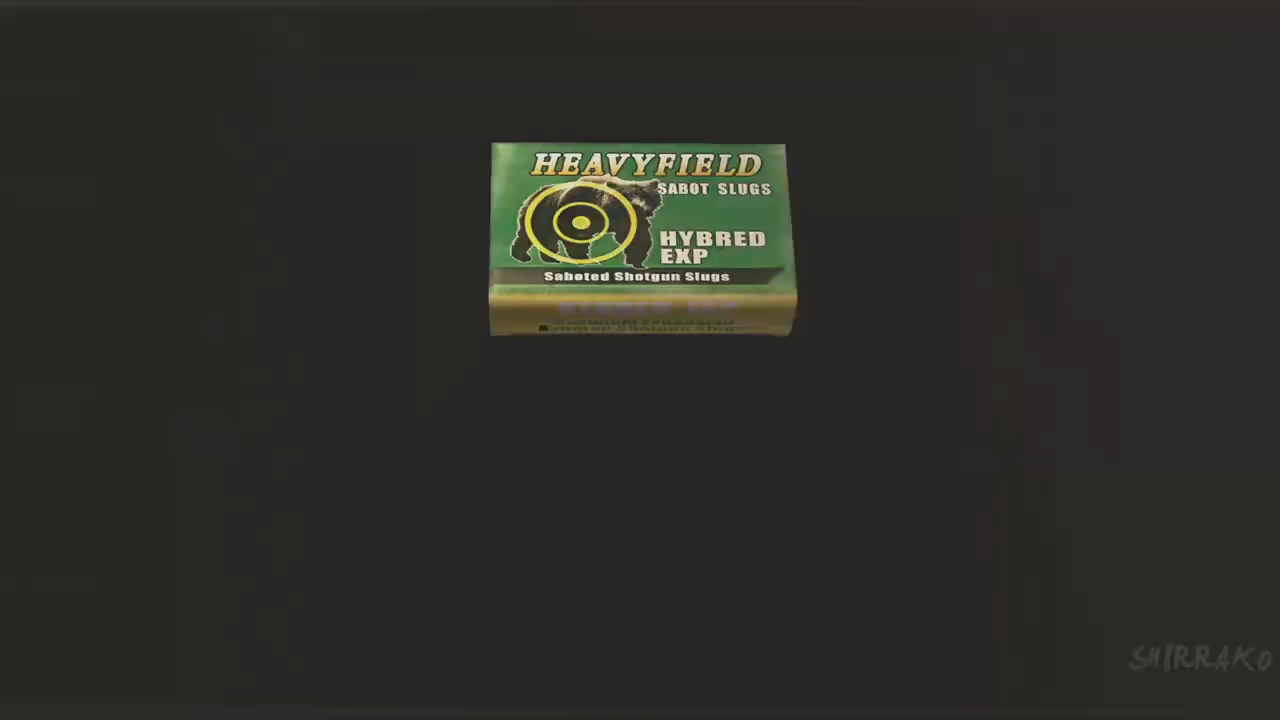 HEAVYFIELD
SABOT SLUGS
HYBRED
EXP
Saboted Shotgun Slugs
SHIRRAKO